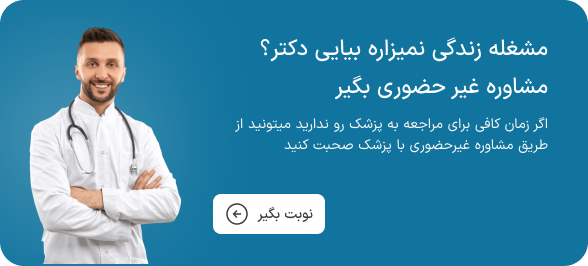 مشغله زندگی نمیزاره بیایی دکتر؟
مشاوره غیر حضوری بگیر
اگر زمان کافی برای مراجعه به پزشک رو ندارید میتونید از
طریق مشاوره غیرحضوری با پزشک صحبت کنید
نوبت بگیر